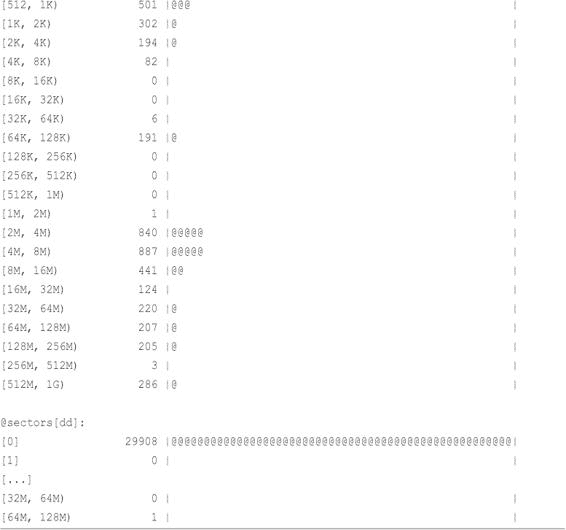 [512, 1K)            501 |@@@                                                 |
[1K, 2K)             302 |@                                                   |
[2K, 4K)             194 |@                                                   |
[4K, 8K)              82 |                                                    |
[8K, 16K)              0 |                                                    |
[16K, 32K)             0 |                                                    |
[32K, 64K)             6 |                                                    |
[64K, 128K)          191 |@                                                   |
[128K, 256K)           0 |                                                    |
[256K, 512K)           0 |                                                    |
[512K, 1M)             0 |                                                    |
[1M, 2M)               1 |                                                    |
[2M, 4M)             840 |@@@@@                                               |
[4M, 8M)             887 |@@@@@                                               |
[8M, 16M)            441 |@@                                                  |
[16M, 32M)           124 |                                                    |
[32M, 64M)           220 |@                                                   |
[64M, 128M)          207 |@                                                   |
[128M, 256M)         205 |@                                                   |
[256M, 512M)           3 |                                                    |
[512M, 1G)           286 |@                                                   |

@sectors[dd]:
[0]                29908 |@@@@@@@@@@@@@@@@@@@@@@@@@@@@@@@@@@@@@@@@@@@@@@@@@@@@|
[1]                    0 |                                                    |
[...]
[32M, 64M)             0 |                                                    |
[64M, 128M)            1 |                                                    |